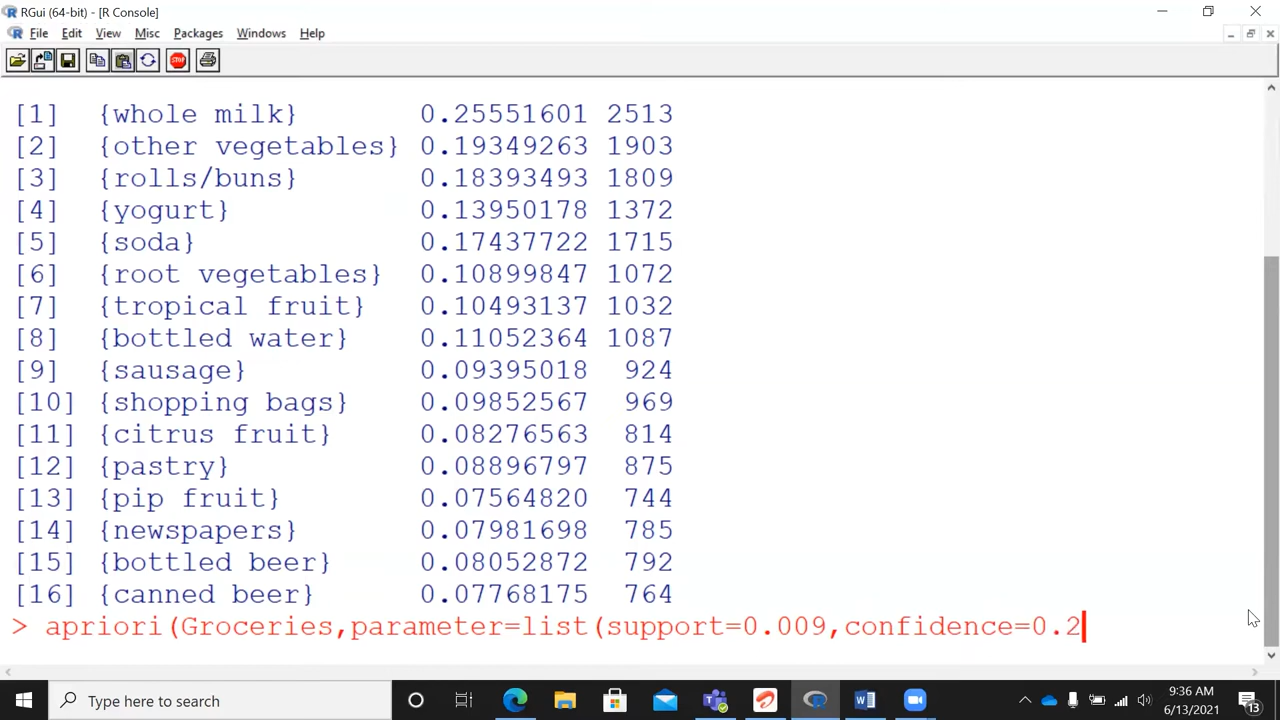 RGui (64-bit) - [R Console]
File Edit View Misc Packages Windows Help
STOP
[1] {whole milk} 0.25551601 2513
[2] {other vegetables} 0.19349263 1903
[3] {rolls/buns} 0.18393493 1809
[4] {yogurt} 0.13950178 1372
[5] {soda} 0.17437722 1715
[6] {root vegetables} 0.10899847 1072
[7] {tropical fruit} 0.10493137 1032
[8] {bottled water} 0.11052364 1087
[9] {sausage} 0.09395018 924
[10] {shopping bags} 0.09852567 969
[11] {citrus fruit} 0.08276563 814
[12] {pastry} 0.08896797 875
[13] {pip fruit} 0.07564820 744
[14] {newspapers} 0.07981698 785
[15] {bottled beer} 0.08052872 792
[16] {canned beer} 0.07768175 764
> apriori(Groceries,parameter=list(support=0.009,confidence=0.2
Type here to search
9:36 AM
6/13/2021
13